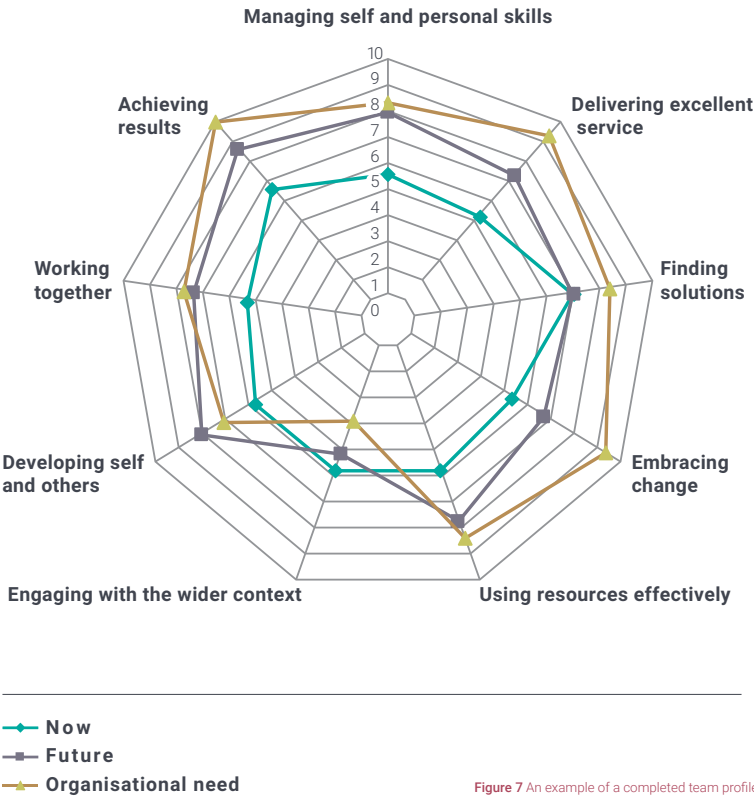 Managing self and personal skills
10
9
8
7
6
5
4
3
2
1
0
Achieving
results
Delivering excellent
service
Working
together
Finding
solutions
Developing self
and others
Embracing
change
Engaging with the wider context
Using resources effectively
Now
Future
Organisational need
Figure 7 An example of a completed team profile